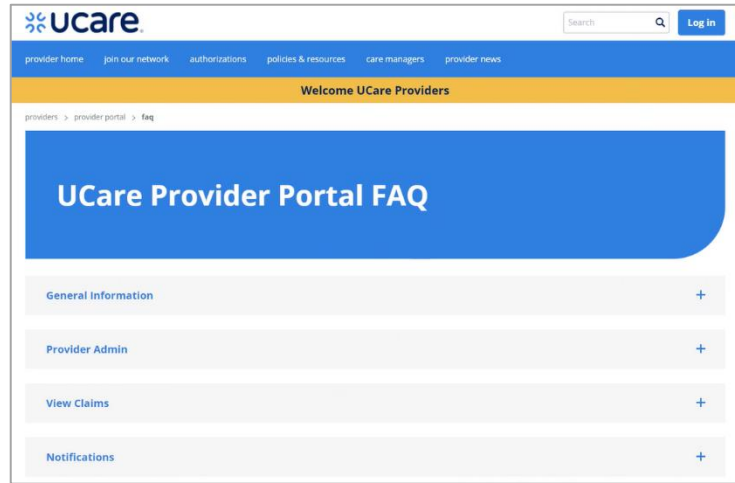 ucare.
Search
Log in
provider home join our network authorizations policies & resources care managers provider news
Welcome UCare Providers
providers > provider portal > faq
UCare Provider Portal FAQ
General Information +
Provider Admin +
View Claims +
Notifications +